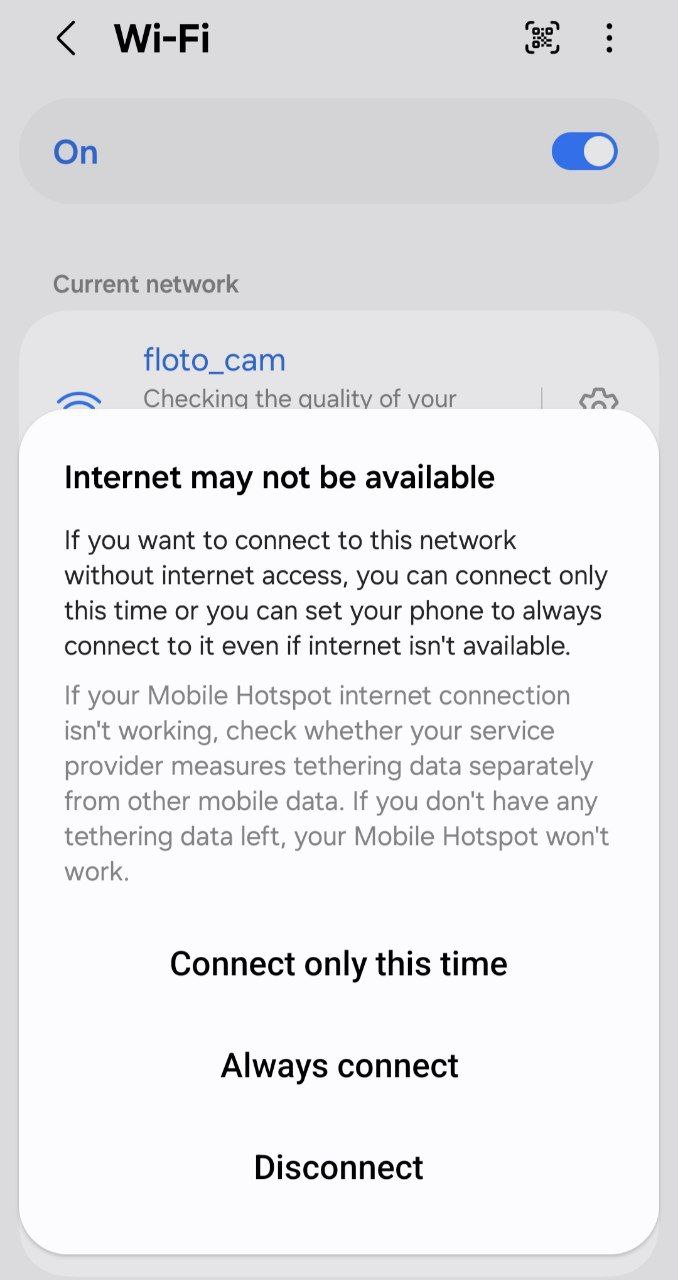 Wi-Fi
On
Current network
floto_cam
Checking the quality of your
Internet may not be available
If you want to connect to this network
without internet access, you can connect only
this time or you can set your phone to always
connect to it even if internet isn't available.
If your Mobile Hotspot internet connection
isn't working, check whether your service
provider measures tethering data separately
from other mobile data. If you don't have any
tethering data left, your Mobile Hotspot won't
work.
Connect only this time
Always connect
Disconnect